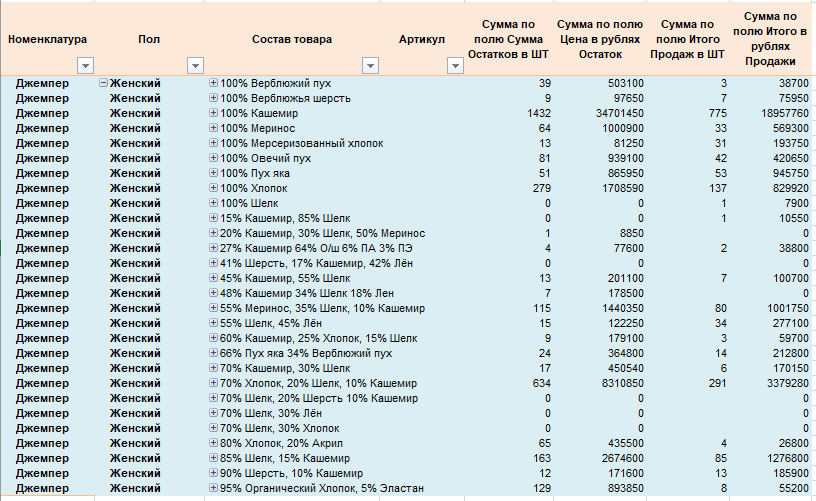 Номенклатура Пол Состав товара Артикул Сумма по полю Сумма Остатков в ШТ Сумма по полю Цена в рублях Остаток Сумма по полю Итого Продаж в ШТ Сумма по полю Итого в рублях Продажи
Джемпер Женский 100% Верблюжий пух 39 503100 3 38700
Джемпер Женский 100% Верблюжья шерсть 9 97650 7 75950
Джемпер Женский 100% Кашемир 1432 34701450 775 18957760
Джемпер Женский 100% Меринос 64 1000900 33 569300
Джемпер Женский 100% Мерсеризованный хлопок 13 81250 31 193750
Джемпер Женский 100% Овечий пух 81 939100 42 420650
Джемпер Женский 100% Пух яка 51 865950 53 945750
Джемпер Женский 100% Хлопок 279 1708590 137 829920
Джемпер Женский 100% Шелк 0 0 1 7900
Джемпер Женский 15% Кашемир, 85% Шелк 0 0 1 10550
Джемпер Женский 20% Кашемир, 30% Шелк, 50% Меринос 1 8850 0
Джемпер Женский 27% Кашемир 64% О/ш 6% ПА 3% ПЭ 4 77600 2 38800
Джемпер Женский 41% Шерсть, 17% Кашемир, 42% Лён 0 0 0
Джемпер Женский 45% Кашемир, 55% Шелк 13 201100 7 100700
Джемпер Женский 48% Кашемир 34% Шелк 18% Лен 7 178500 0
Джемпер Женский 55% Меринос, 35% Шелк, 10% Кашемир 115 1440350 80 1001750
Джемпер Женский 55% Шелк, 45% Лён 15 122250 34 277100
Джемпер Женский 60% Кашемир, 25% Хлопок, 15% Шелк 9 179100 3 59700
Джемпер Женский 66% Пух яка 34% Верблюжий пух 24 364800 14 212800
Джемпер Женский 70% Кашемир, 30% Шелк 17 450540 6 170150
Джемпер Женский 70% Хлопок, 20% Шелк, 10% Кашемир 634 8310850 291 3379280
Джемпер Женский 70% Шелк, 20% Шерсть 10% Кашемир 0 0 0 0
Джемпер Женский 70% Шелк, 30% Лён 0 0 0 0
Джемпер Женский 70% Шелк, 30% Хлопок 0 0 0 0
Джемпер Женский 80% Хлопок, 20% Акрил 65 435500 4 26800
Джемпер Женский 85% Шелк, 15% Кашемир 163 2674600 85 1276800
Джемпер Женский 90% Шерсть, 10% Кашемир 12 171600 13 185900
Джемпер Женский 95% Органический Хлопок, 5% Эластан 129 893850 8 55200